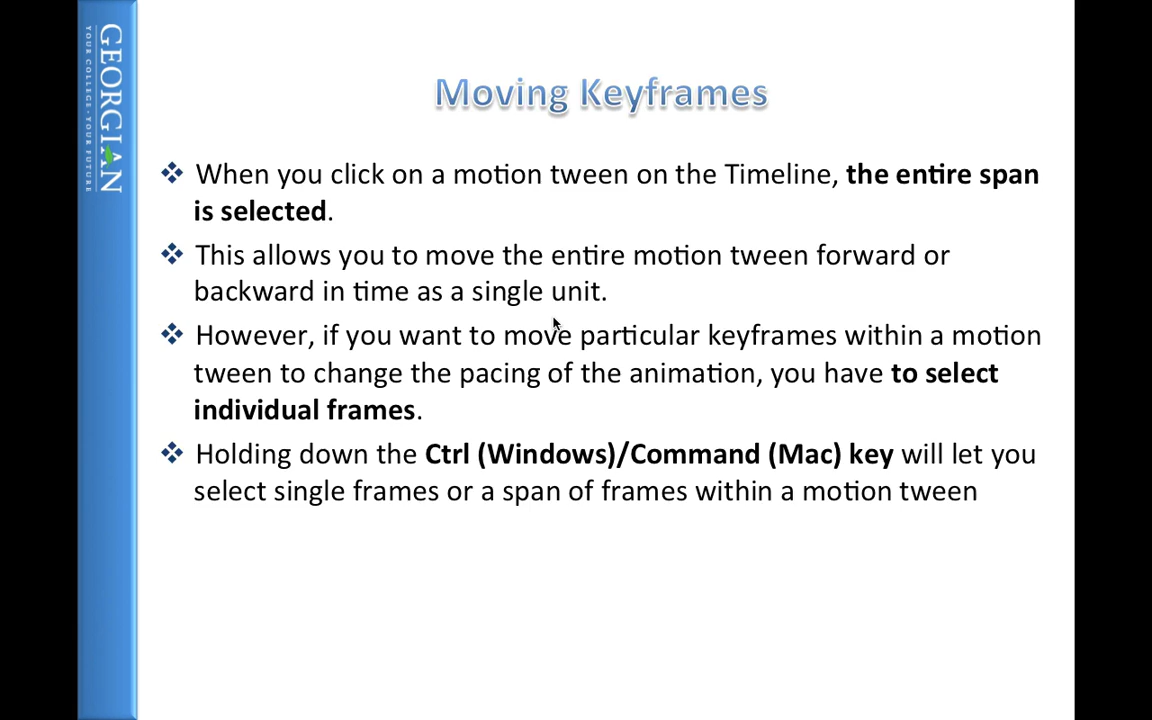 GEORGIAN
YOUR COLLEGE · YOUR FUTURE
Moving Keyframes
❖ When you click on a motion tween on the Timeline, the entire span
is selected.
❖ This allows you to move the entire motion tween forward or
backward in time as a single unit.
❖ However, if you want to move particular keyframes within a motion
tween to change the pacing of the animation, you have to select
individual frames.
❖ Holding down the Ctrl (Windows)/Command (Mac) key will let you
select single frames or a span of frames within a motion tween